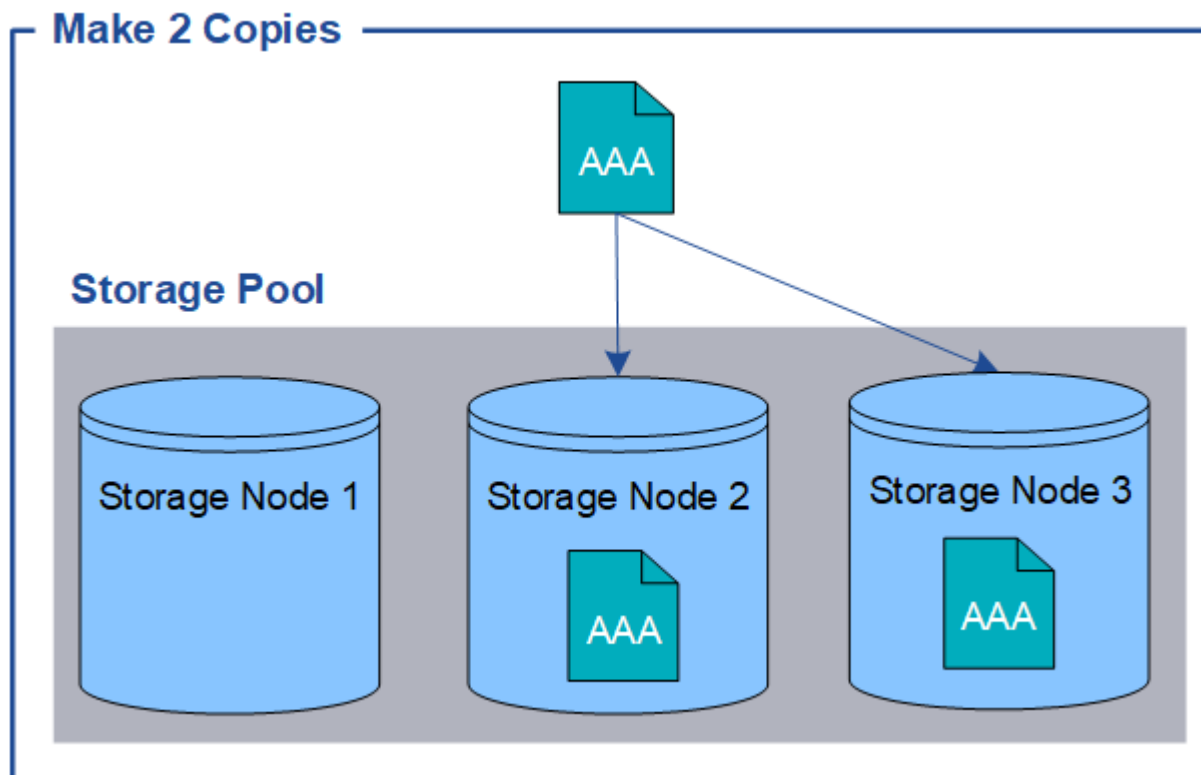 Make 2 Copies
AAA
Storage Pool
Storage Node 1
Storage Node 2
Storage Node 3
AAA
AAA